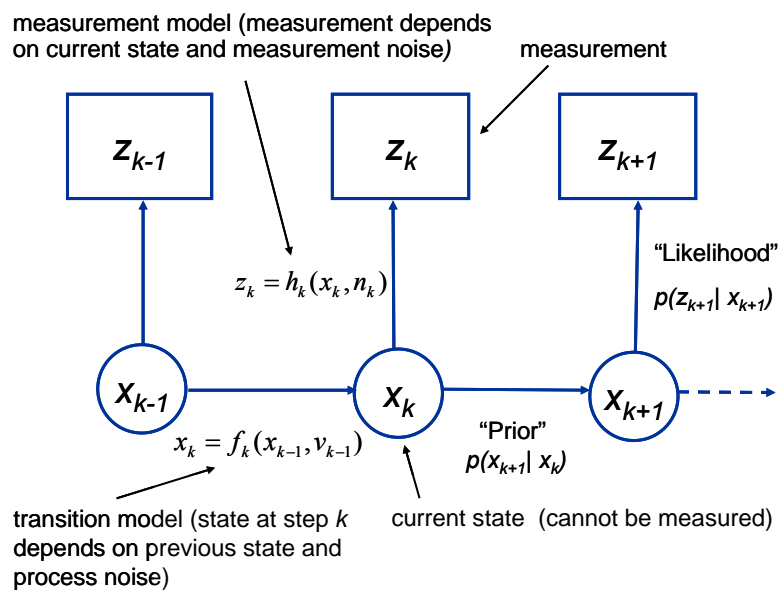 measurement model (measurement depends
on current state and measurement noise)
measurement
z_{k-1}
z_k
z_{k+1}
z_k = h_k(x_k, n_k)
“Likelihood”
p(z_{k+1}| x_{k+1})
x_{k-1}
x_k
x_{k+1}
x_k = f_k(x_{k-1}, v_{k-1})
“Prior”
p(x_{k+1}| x_k)
transition model (state at step k
depends on previous state and
process noise)
current state (cannot be measured)